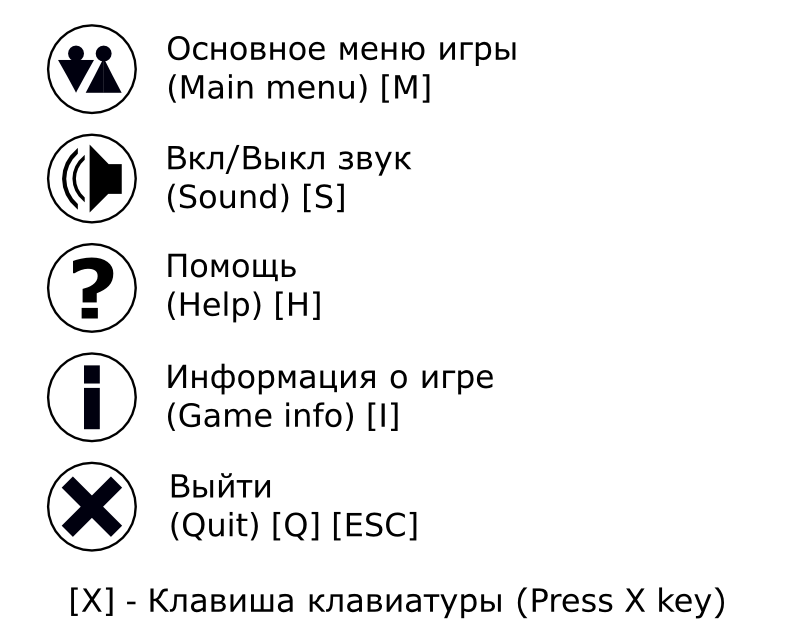 Основное меню игры
(Main menu) [M]
Вкл/Выкл звук
(Sound) [S]
Помощь
(Help) [H]
Информация о игре
(Game info) [I]
Выйти
(Quit) [Q] [ESC]
[X] - Клавиша клавиатуры (Press X key)